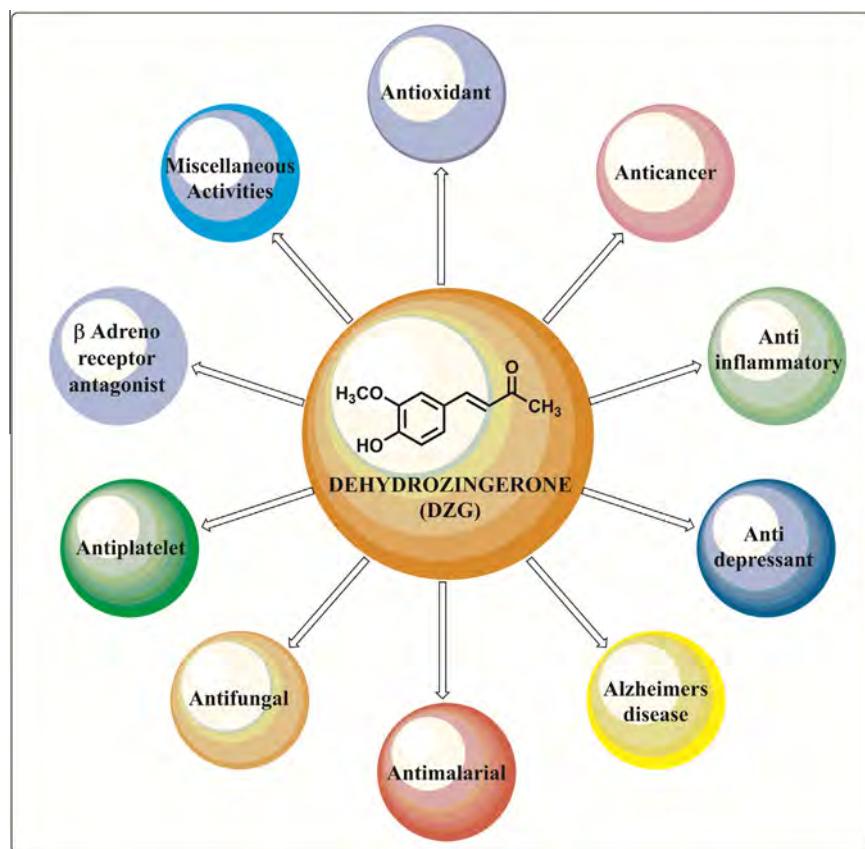 Antioxidant
Anticancer
Anti
inflammatory
Anti
depressant
Alzheimers
disease
Antimalarial
Antifungal
Antiplatelet
β Adreno
receptor
antagonist
Miscellaneous
Activities
O
H₃CO
CH₃
HO
DEHYDROZINGERONE
(DZG)